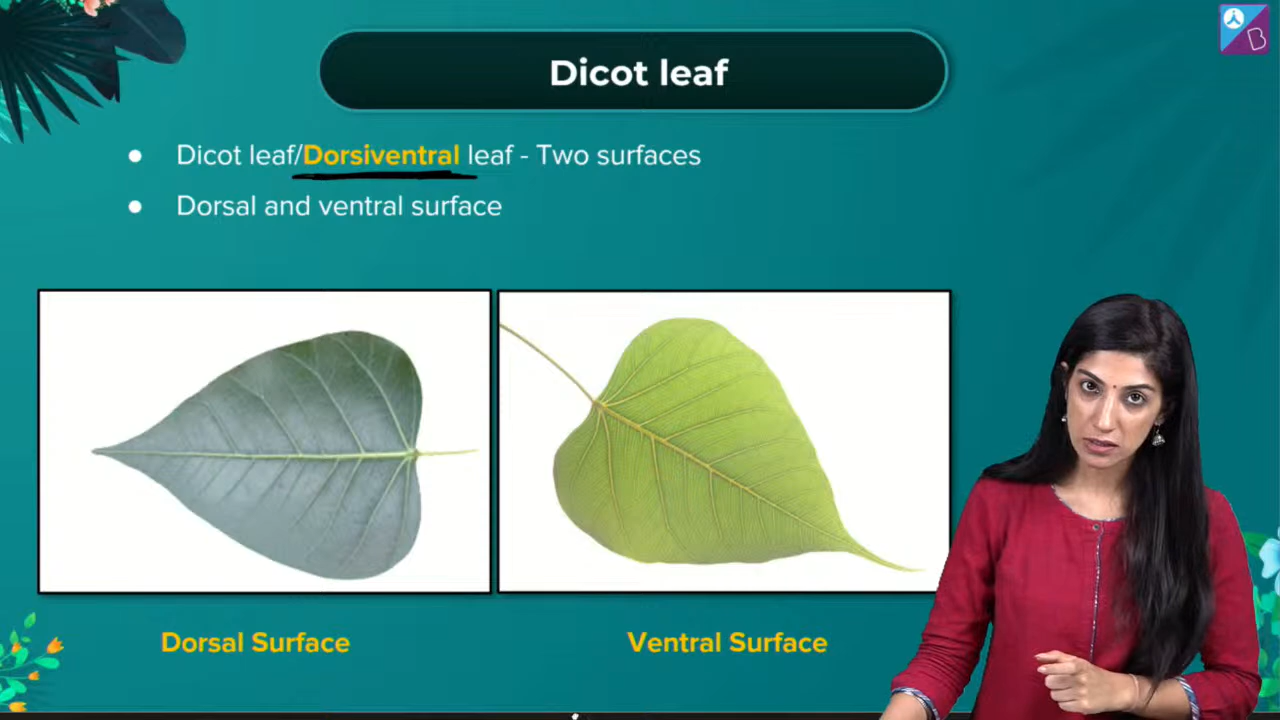 Dicot leaf
● Dicot leaf/Dorsiventral leaf - Two surfaces
● Dorsal and ventral surface
Dorsal Surface
Ventral Surface
B